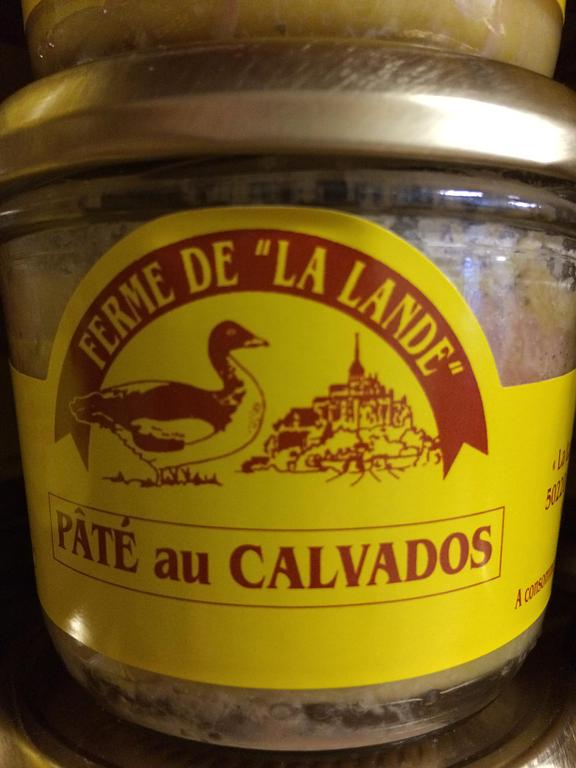 FERME DE "LA LANDE"
PÂTÉ au CALVADOS
A